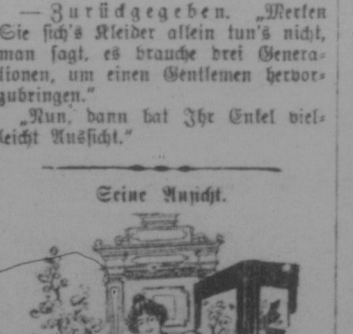 — Zurückgegeben. „Merken
Sie sich's Kleider allein tun's nicht,
man sagt, es brauche drei Genera-
tionen, um einen Gentlemen hervor-
zubringen.“
„Nun, dann hat Ihr Enkel viel-
leicht Aussicht.“
Seine Ansicht.